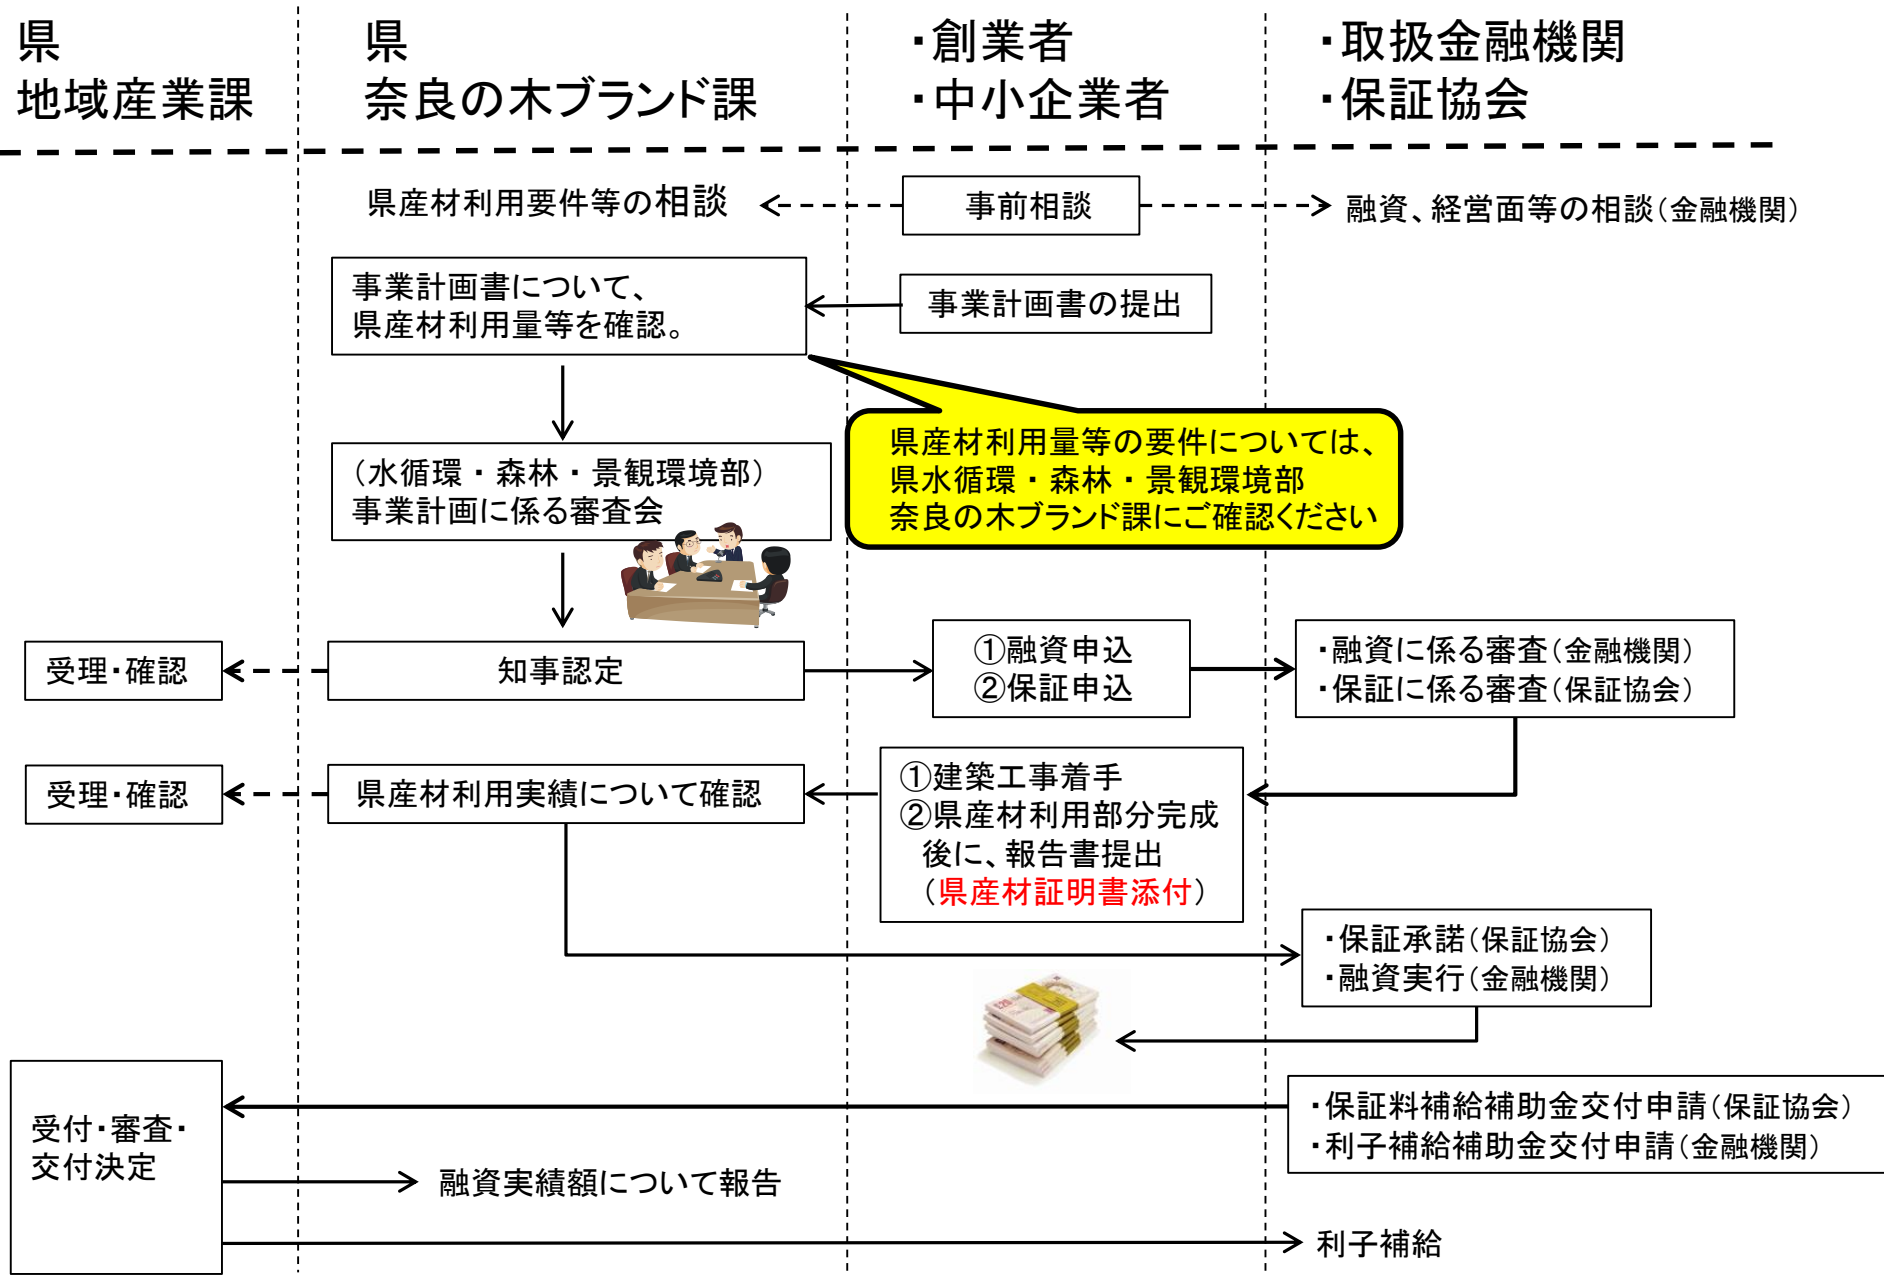 県
地域産業課
県
奈良の木ブランド課
・創業者
・中小企業者
・取扱金融機関
・保証協会
県産材利用要件等の相談
事前相談
融資、経営面等の相談(金融機関)
事業計画書について、
県産材利用量等を確認。
事業計画書の提出
県産材利用量等の要件については、
県水循環・森林・景観環境部
奈良の木ブランド課にご確認ください
(水循環・森林・景観環境部)
事業計画に係る審査会
受理・確認
知事認定
①融資申込
②保証申込
・融資に係る審査(金融機関)
・保証に係る審査(保証協会)
受理・確認
県産材利用実績について確認
①建築工事着手
②県産材利用部分完成
後に、報告書提出
(県産材証明書添付)
・保証承諾(保証協会)
・融資実行(金融機関)
£20
・保証料補給補助金交付申請(保証協会)
・利子補給補助金交付申請(金融機関)
受付・審査・
交付決定
融資実績額について報告
利子補給